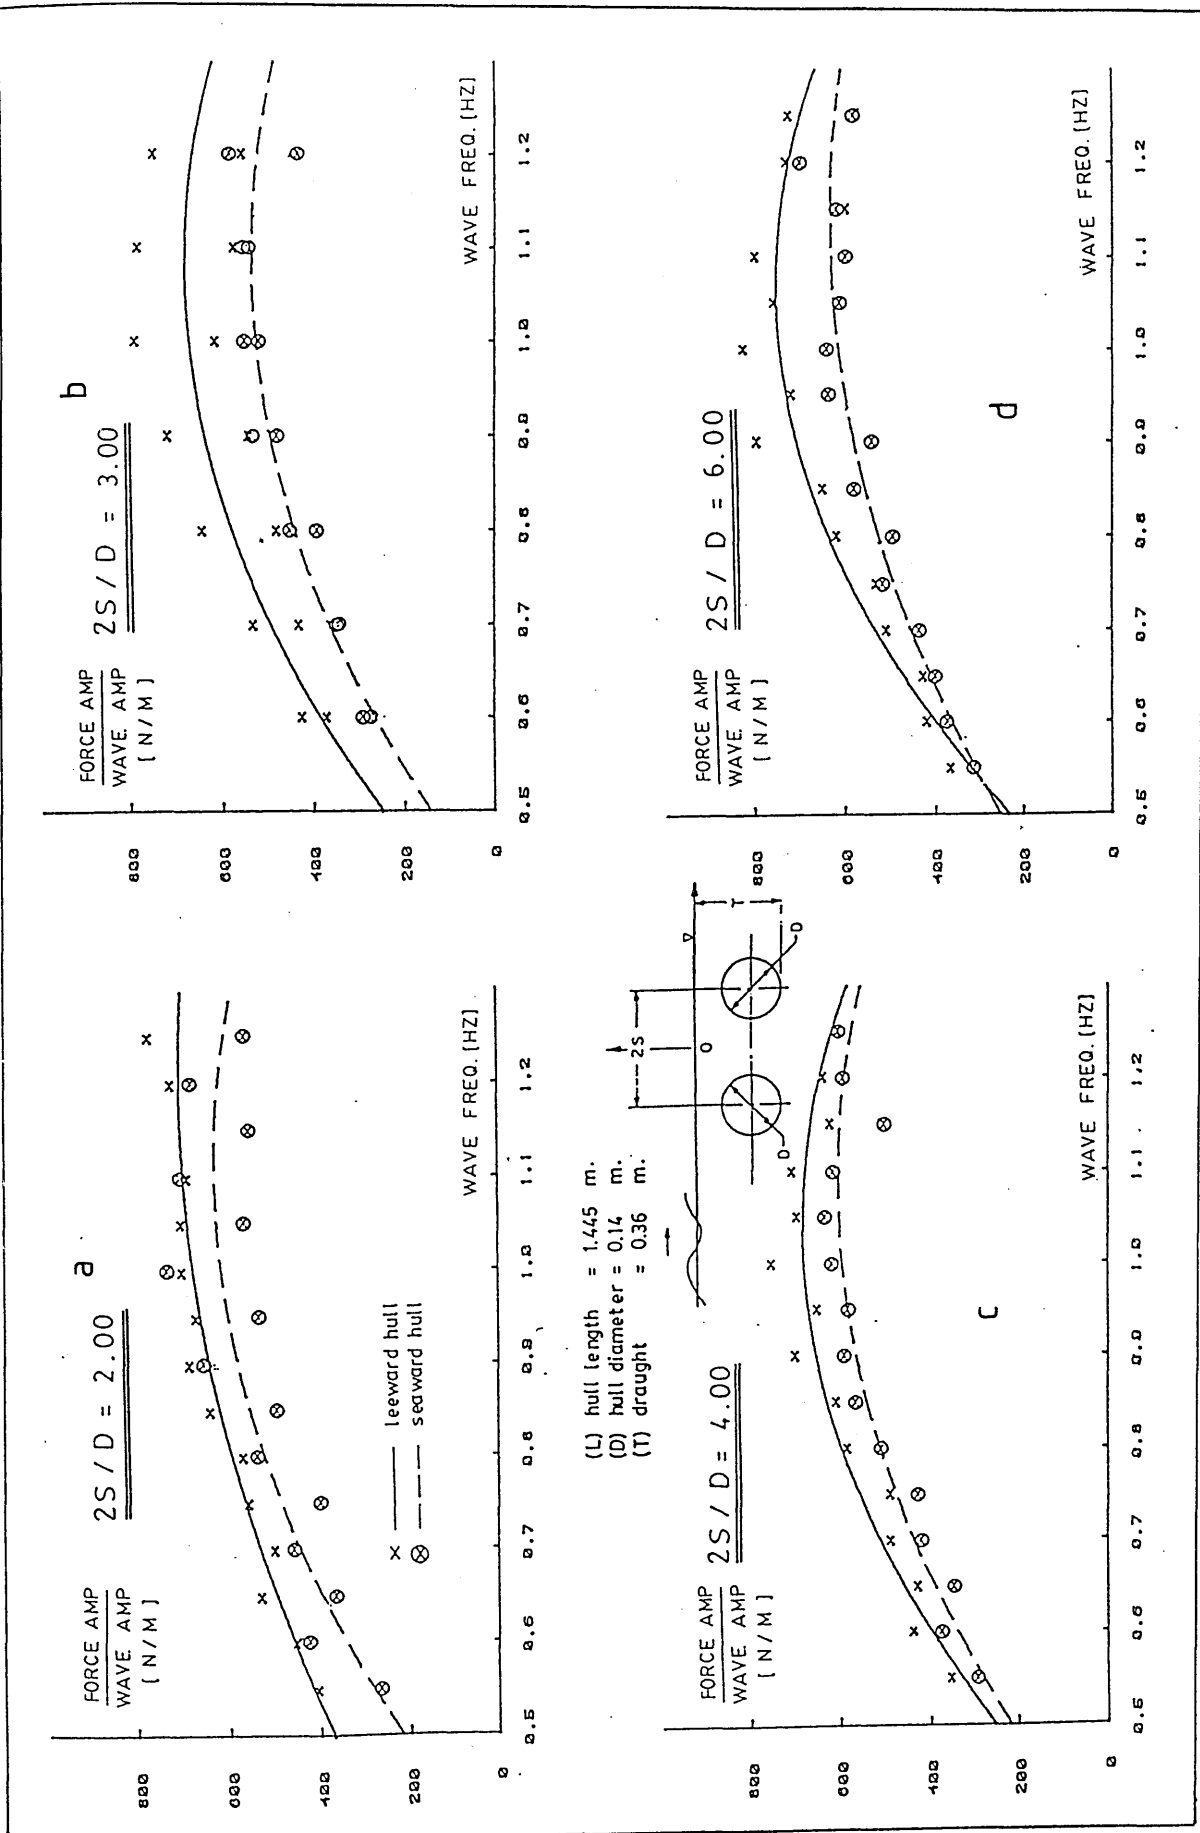 FORCE AMP
WAVE AMP
[ N / M ]
2S / D = 2.00
a
800
600
400
200
0
0.5
0.6
0.7
0.8
0.9
1.0
1.1
1.2
WAVE FREQ.[HZ]
x leeward hull
⊗ seaward hull
FORCE AMP
WAVE AMP
[ N / M ]
2S / D = 3.00
b
800
600
400
200
0
0.5
0.6
0.7
0.8
0.9
1.0
1.1
1.2
WAVE FREQ.[HZ]
(L) hull length = 1.445 m.
(D) hull diameter = 0.14 m.
(T) draught = 0.36 m.
2S
O
D
D
T
FORCE AMP
WAVE AMP
[ N / M ]
2S / D = 4.00
c
800
600
400
200
0
0.5
0.6
0.7
0.8
0.9
1.0
1.1
1.2
WAVE FREQ.[HZ]
FORCE AMP
WAVE AMP
[ N / M ]
2S / D = 6.00
d
800
600
400
200
0
0.5
0.6
0.7
0.8
0.9
1.0
1.1
1.2
WAVE FREQ.[HZ]